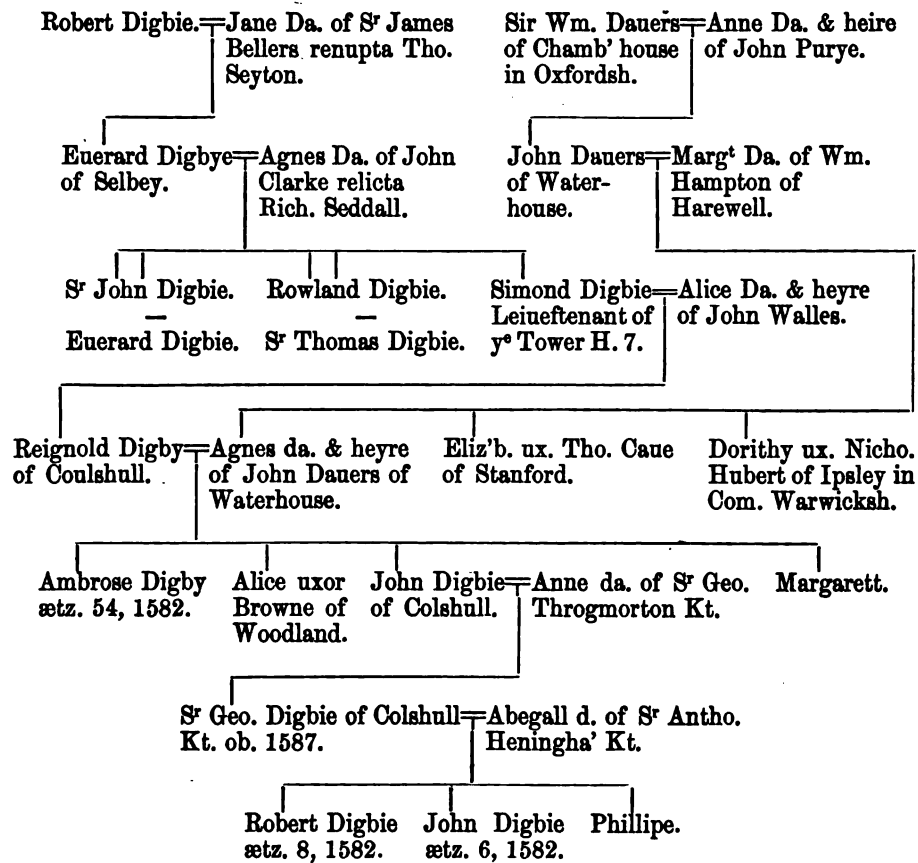 Robert Digbie.
Jane Da. of Sr James
Bellers renupta Tho.
Seyton.
Sir Wm. Dauers
of Chamb' house
in Oxfordsh.
Anne Da. & heire
of John Purye.
Euerard Digbye
of Selbey.
Agnes Da. of John
Clarke relicta
Rich. Seddall.
John Dauers
of Water-
house.
Margt Da. of Wm.
Hampton of
Harewell.
Sr John Digbie.
Euerard Digbie.
Rowland Digbie.
Sr Thomas Digbie.
Simond Digbie
Leiueftenant of
ye Tower H. 7.
Alice Da. & heyre
of John Walles.
Reignold Digby
of Coulshull.
Agnes da. & heyre
of John Dauers of
Waterhouse.
Eliz'b. ux. Tho. Caue
of Stanford.
Dorithy ux. Nicho.
Hubert of Ipsley in
Com. Warwicksh.
Ambrose Digby
ætz. 54, 1582.
Alice uxor
Browne of
Woodland.
John Digbie
of Colshull.
Anne da. of Sr Geo.
Throgmorton Kt.
Margarett.
Sr Geo. Digbie of Colshull
Kt. ob. 1587.
Abegall d. of Sr Antho.
Heningha' Kt.
Robert Digbie
ætz. 8, 1582.
John Digbie
ætz. 6, 1582.
Phillipe.